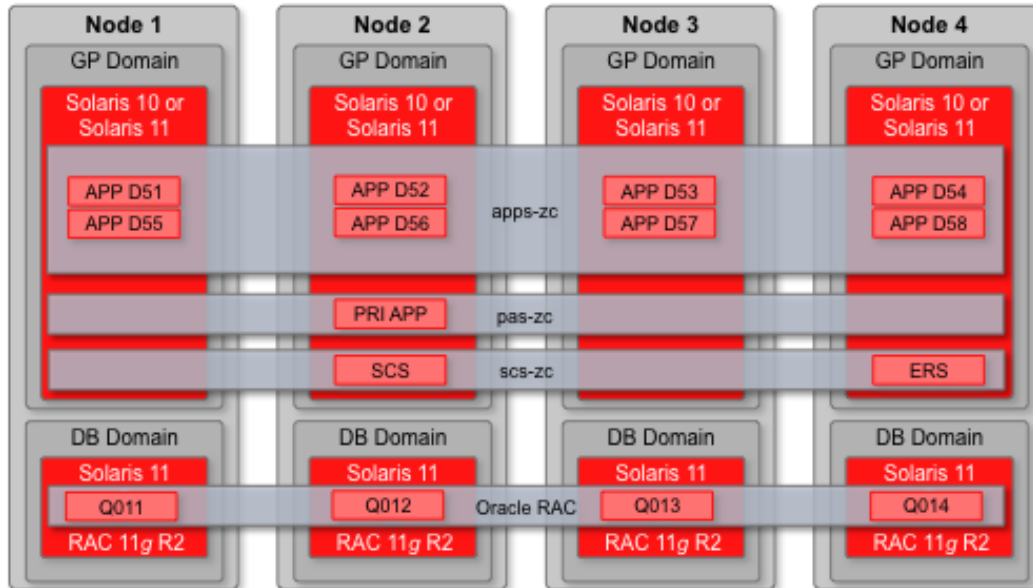 Node 1
Node 2
Node 3
Node 4
GP Domain
GP Domain
GP Domain
GP Domain
Solaris 10 or
Solaris 11
Solaris 10 or
Solaris 11
Solaris 10 or
Solaris 11
Solaris 10 or
Solaris 11
APP D51
APP D52
APP D53
APP D54
apps-zc
APP D55
APP D56
APP D57
APP D58
PRI APP
pas-zc
SCS
scs-zc
ERS
DB Domain
DB Domain
DB Domain
DB Domain
Solaris 11
Solaris 11
Solaris 11
Solaris 11
Q011
Q012
Oracle RAC
Q013
Q014
RAC 11g R2
RAC 11g R2
RAC 11g R2
RAC 11g R2